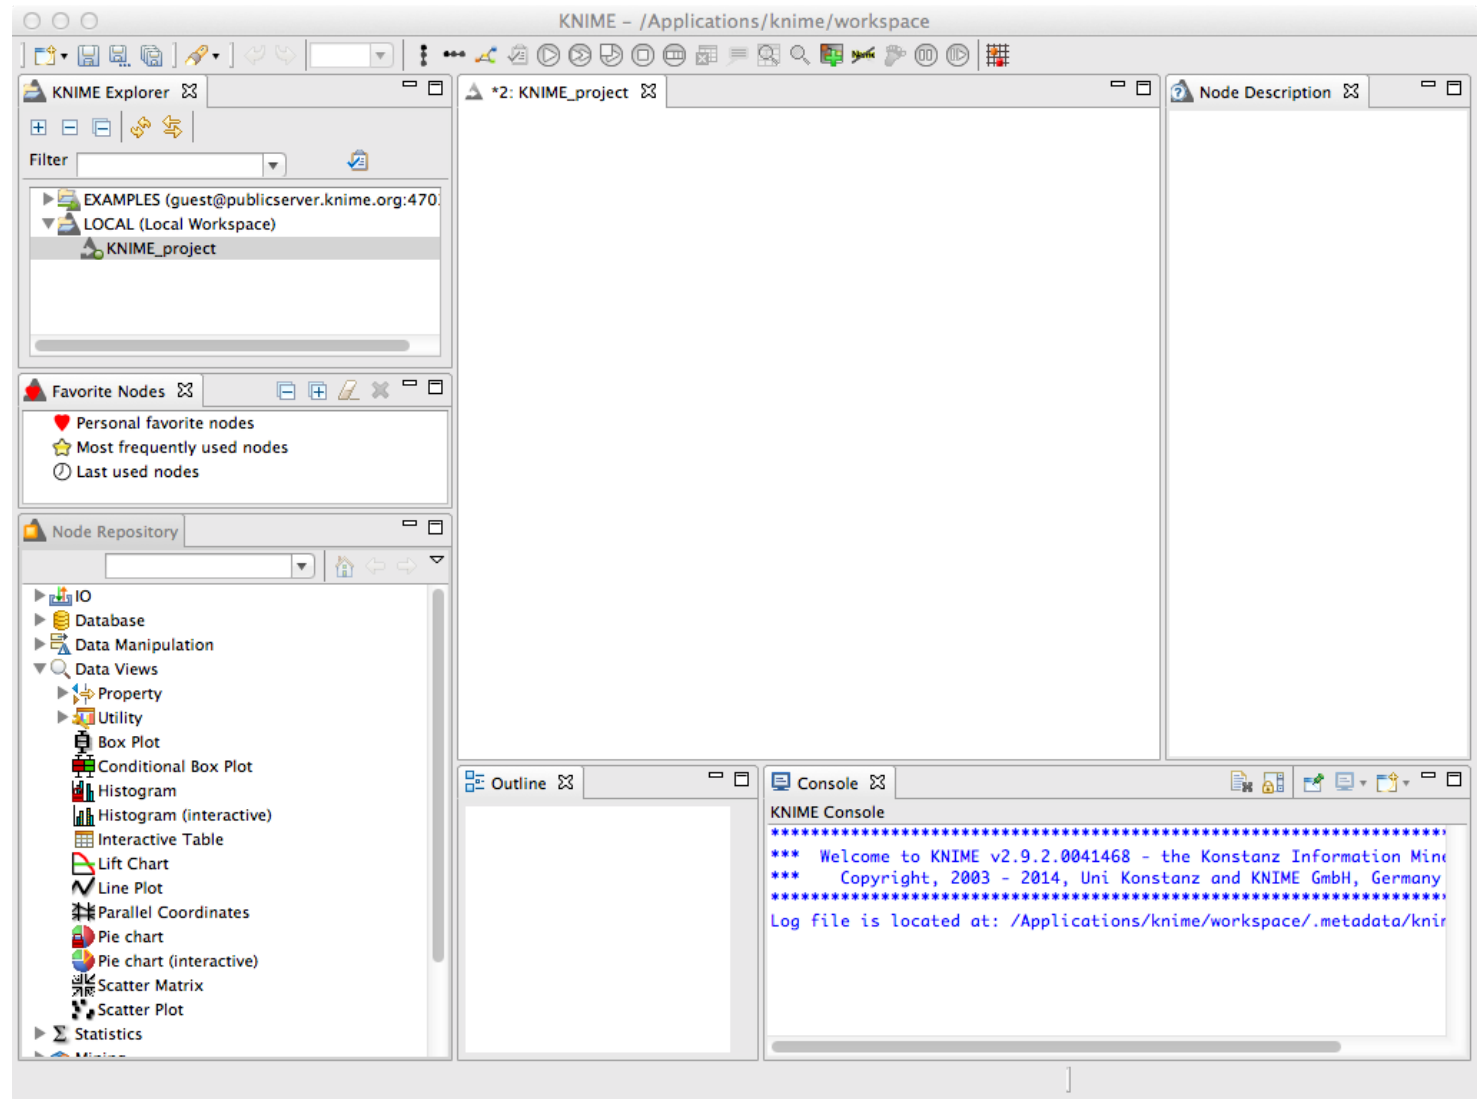 KNIME – /Applications/knime/workspace
KNIME Explorer
*2: KNIME_project
Node Description
Filter
EXAMPLES (guest@publicserver.knime.org:470
LOCAL (Local Workspace)
KNIME_project
Favorite Nodes
Personal favorite nodes
Most frequently used nodes
Last used nodes
Node Repository
IO
Database
Data Manipulation
Data Views
Property
Utility
Box Plot
Conditional Box Plot
Histogram
Histogram (interactive)
Interactive Table
Lift Chart
Line Plot
Parallel Coordinates
Pie chart
Pie chart (interactive)
Scatter Matrix
Scatter Plot
Statistics
Mining
Outline
Console
KNIME Console
********************************************************************
*** Welcome to KNIME v2.9.2.0041468 - the Konstanz Information Mine
*** Copyright, 2003 - 2014, Uni Konstanz and KNIME GmbH, Germany
********************************************************************
Log file is located at: /Applications/knime/workspace/.metadata/knim